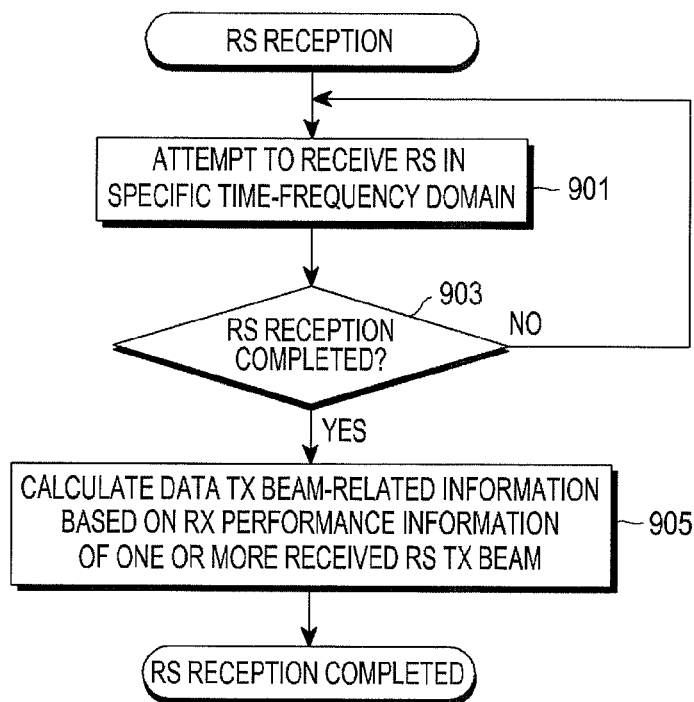 RS RECEPTION
ATTEMPT TO RECEIVE RS IN
SPECIFIC TIME-FREQUENCY DOMAIN
901
903
RS RECEPTION
COMPLETED?
NO
YES
CALCULATE DATA TX BEAM-RELATED INFORMATION
BASED ON RX PERFORMANCE INFORMATION
OF ONE OR MORE RECEIVED RS TX BEAM
905
RS RECEPTION COMPLETED